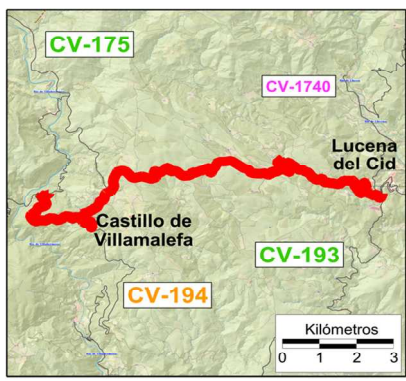 CV-175
CV-1740
Lucena
del Cid
Castillo de
Villamalefa
CV-193
CV-194
Kilómetros
0 1 2 3